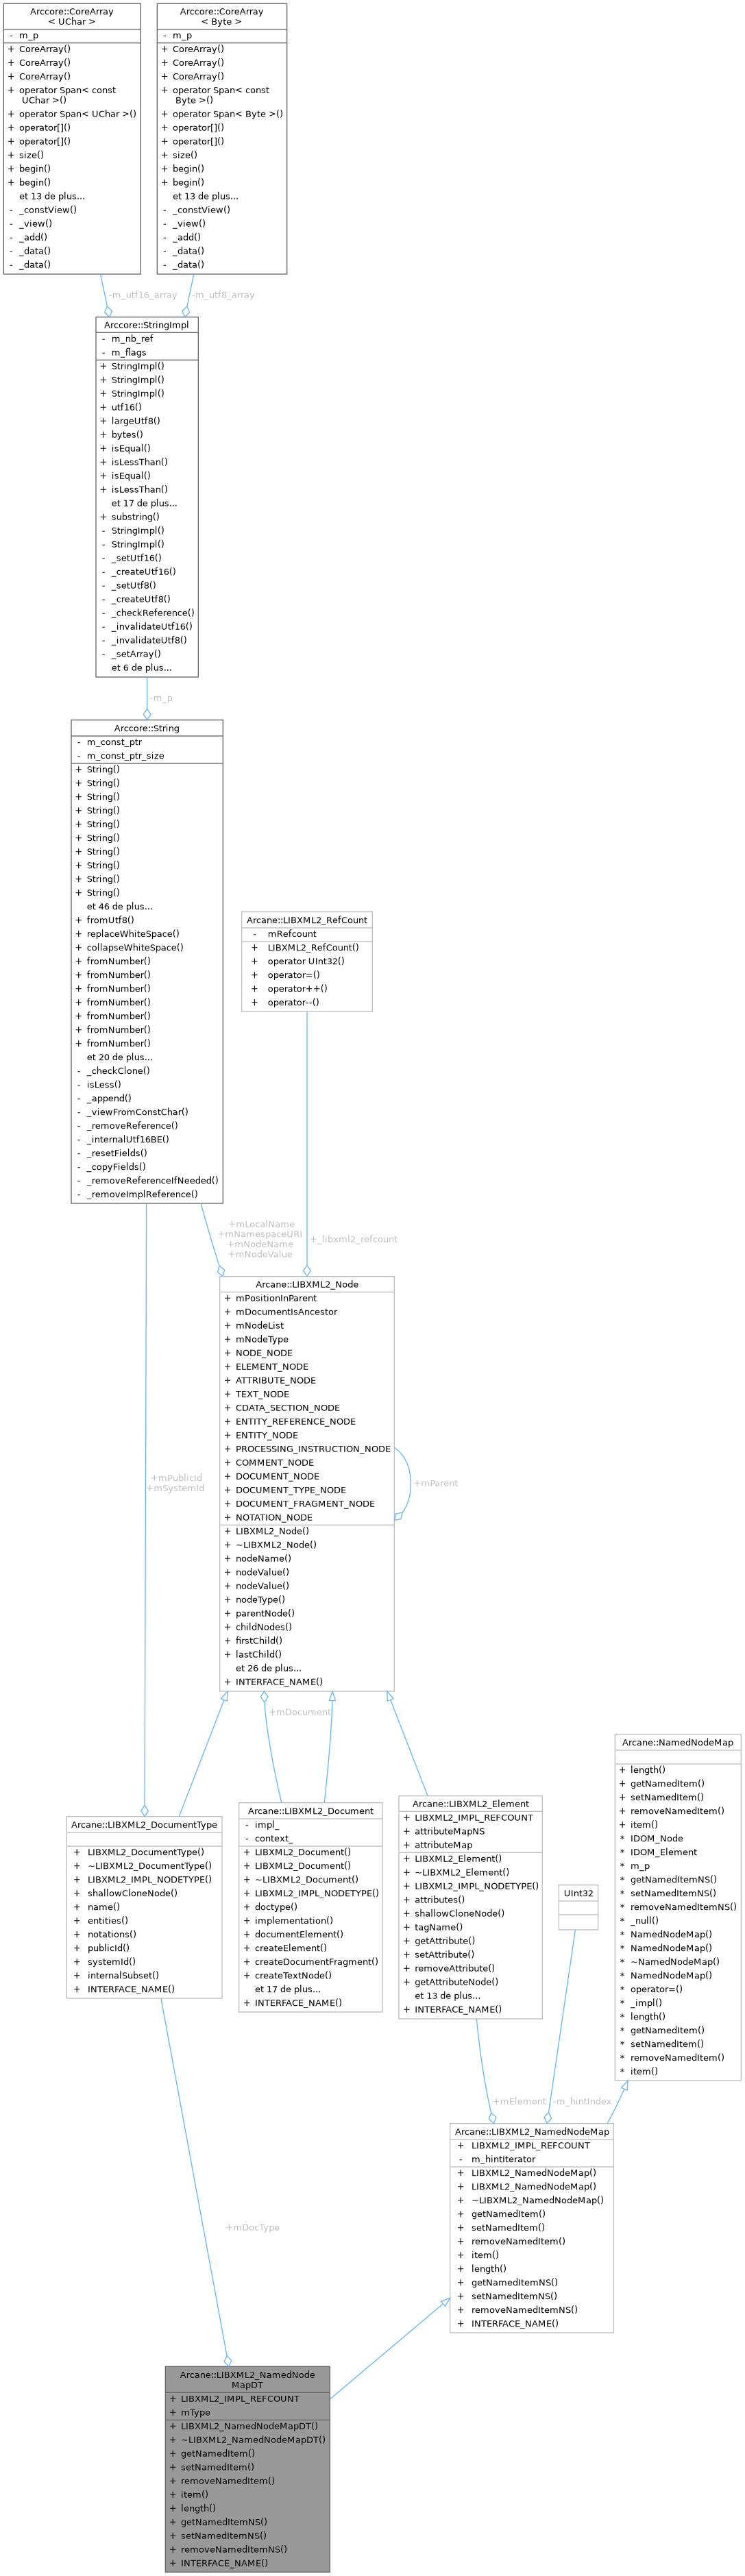 Arccore::CoreArray
< UChar >
- m_p
+ CoreArray()
+ CoreArray()
+ CoreArray()
+ operator Span< const
UChar >()
+ operator Span< UChar >()
+ operator[]()
+ operator[]()
+ size()
+ begin()
+ begin()
et 13 de plus...
- _constView()
- _view()
- _add()
- _data()
- _data()
Arccore::CoreArray
< Byte >
- m_p
+ CoreArray()
+ CoreArray()
+ CoreArray()
+ operator Span< const
Byte >()
+ operator Span< Byte >()
+ operator[]()
+ operator[]()
+ size()
+ begin()
+ begin()
et 13 de plus...
- _constView()
- _view()
- _add()
- _data()
- _data()
-m_utf16_array
-m_utf8_array
Arccore::StringImpl
- m_nb_ref
- m_flags
+ StringImpl()
+ StringImpl()
+ StringImpl()
+ utf16()
+ largeUtf8()
+ bytes()
+ isEqual()
+ isLessThan()
+ isEqual()
+ isLessThan()
et 17 de plus...
+ substring()
- StringImpl()
- StringImpl()
- _setUtf16()
- _createUtf16()
- _setUtf8()
- _createUtf8()
- _checkReference()
- _invalidateUtf16()
- _invalidateUtf8()
- _setArray()
et 6 de plus...
-m_p
Arccore::String
- m_const_ptr
- m_const_ptr_size
+ String()
+ String()
+ String()
+ String()
+ String()
+ String()
+ String()
+ String()
+ String()
+ String()
et 46 de plus...
+ fromUtf8()
+ replaceWhiteSpace()
+ collapseWhiteSpace()
+ fromNumber()
+ fromNumber()
+ fromNumber()
+ fromNumber()
+ fromNumber()
+ fromNumber()
+ fromNumber()
et 20 de plus...
- _checkClone()
- isLess()
- _append()
- _viewFromConstChar()
- _removeReference()
- _internalUtf16BE()
- _resetFields()
- _copyFields()
- _removeReferenceIfNeeded()
- _removeImplReference()
Arcane::LIBXML2_RefCount
- mRefcount
+ LIBXML2_RefCount()
+ operator UInt32()
+ operator=()
+ operator++()
+ operator--()
+mLocalName
+mNamespaceURI
+mNodeName
+mNodeValue
+_libxml2_refcount
Arcane::LIBXML2_Node
+ mPositionInParent
+ mDocumentIsAncestor
+ mNodeList
+ mNodeType
+ NODE_NODE
+ ELEMENT_NODE
+ ATTRIBUTE_NODE
+ TEXT_NODE
+ CDATA_SECTION_NODE
+ ENTITY_REFERENCE_NODE
+ ENTITY_NODE
+ PROCESSING_INSTRUCTION_NODE
+ COMMENT_NODE
+ DOCUMENT_NODE
+ DOCUMENT_TYPE_NODE
+ DOCUMENT_FRAGMENT_NODE
+ NOTATION_NODE
+ LIBXML2_Node()
+ ~LIBXML2_Node()
+ nodeName()
+ nodeValue()
+ nodeValue()
+ nodeType()
+ parentNode()
+ childNodes()
+ firstChild()
+ lastChild()
et 26 de plus...
+ INTERFACE_NAME()
+mParent
+mPublicId
+mSystemId
+mDocument
Arcane::LIBXML2_DocumentType
+ LIBXML2_DocumentType()
+ ~LIBXML2_DocumentType()
+ LIBXML2_IMPL_NODETYPE()
+ shallowCloneNode()
+ name()
+ entities()
+ notations()
+ publicId()
+ systemId()
+ internalSubset()
+ INTERFACE_NAME()
Arcane::LIBXML2_Document
- impl_
- context_
+ LIBXML2_Document()
+ LIBXML2_Document()
+ ~LIBXML2_Document()
+ LIBXML2_IMPL_NODETYPE()
+ doctype()
+ implementation()
+ documentElement()
+ createElement()
+ createDocumentFragment()
+ createTextNode()
et 17 de plus...
+ INTERFACE_NAME()
Arcane::LIBXML2_Element
+ LIBXML2_IMPL_REFCOUNT
+ attributeMapNS
+ attributeMap
+ LIBXML2_Element()
+ ~LIBXML2_Element()
+ LIBXML2_IMPL_NODETYPE()
+ attributes()
+ shallowCloneNode()
+ tagName()
+ getAttribute()
+ setAttribute()
+ removeAttribute()
+ getAttributeNode()
et 13 de plus...
+ INTERFACE_NAME()
UInt32
Arcane::NamedNodeMap
+ length()
+ getNamedItem()
+ setNamedItem()
+ removeNamedItem()
+ item()
* IDOM_Node
* IDOM_Element
* m_p
* getNamedItemNS()
* setNamedItemNS()
* removeNamedItemNS()
* _null()
* NamedNodeMap()
* NamedNodeMap()
* ~NamedNodeMap()
* NamedNodeMap()
* operator=()
* _impl()
* length()
* getNamedItem()
* setNamedItem()
* removeNamedItem()
* item()
+mElement
-m_hintIndex
Arcane::LIBXML2_NamedNodeMap
+ LIBXML2_IMPL_REFCOUNT
- m_hintIterator
+ LIBXML2_NamedNodeMap()
+ LIBXML2_NamedNodeMap()
+ ~LIBXML2_NamedNodeMap()
+ getNamedItem()
+ setNamedItem()
+ removeNamedItem()
+ item()
+ length()
+ getNamedItemNS()
+ setNamedItemNS()
+ removeNamedItemNS()
+ INTERFACE_NAME()
+mDocType
Arcane::LIBXML2_NamedNode
MapDT
+ LIBXML2_IMPL_REFCOUNT
+ mType
+ LIBXML2_NamedNodeMapDT()
+ ~LIBXML2_NamedNodeMapDT()
+ getNamedItem()
+ setNamedItem()
+ removeNamedItem()
+ item()
+ length()
+ getNamedItemNS()
+ setNamedItemNS()
+ removeNamedItemNS()
+ INTERFACE_NAME()